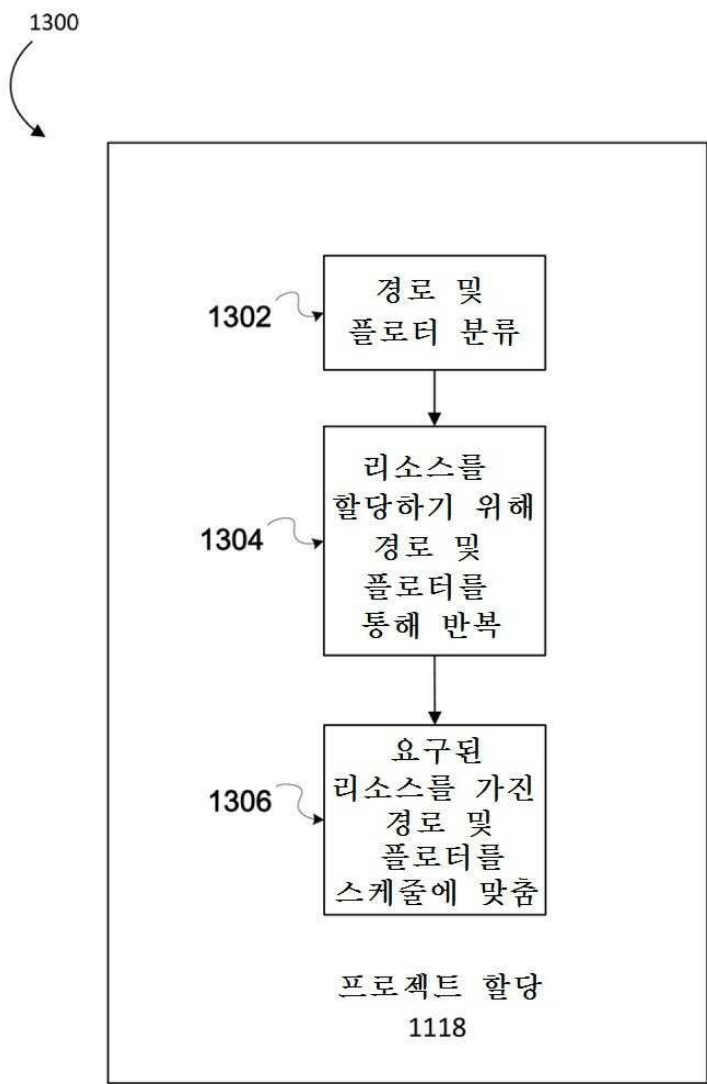 1300
경로 및
플로터 분류
1302
리소스를
할당하기 위해
경로 및
플로터를
통해 반복
1304
요구된
리소스를 가진
경로 및
플로터를
스케줄에 맞춤
1306
프로젝트 할당
1118